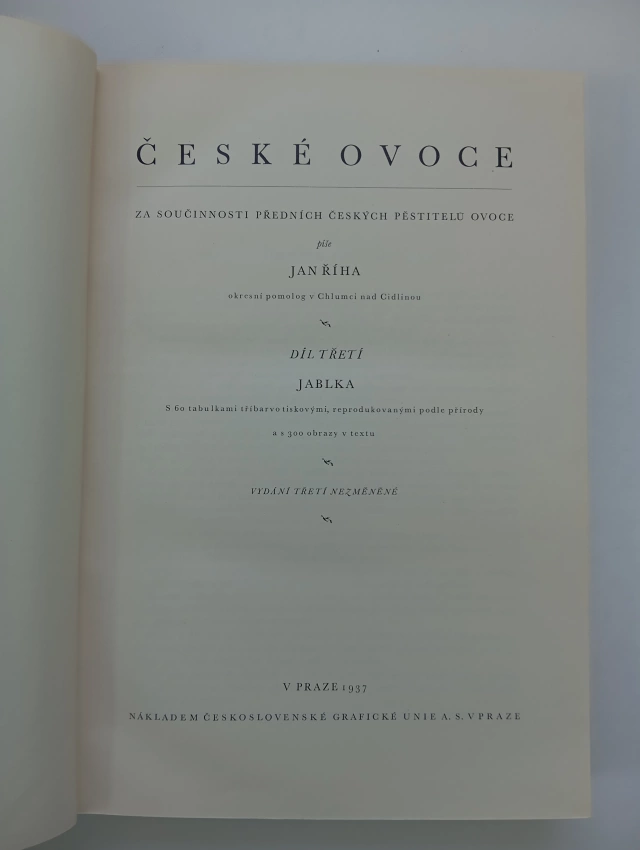 ČESKÉ OVOCE
ZA SOUČINNOSTI PŘEDNÍCH ČESKÝCH PĚSTITELŮ OVOCE
píše
JAN ŘÍHA
okresní pomolog v Chlumci nad Cidlinou
DÍL TŘETÍ
JABLKA
S 60 tabulkami tříbarvotiskovými, reprodukovanými podle přírody
a s 300 obrazy v textu
VYDÁNÍ TŘETÍ NEZMĚNĚNÉ
V PRAZE 1937
NÁKLADEM ČESKOSLOVENSKÉ GRAFICKÉ UNIE A. S. V PRAZE